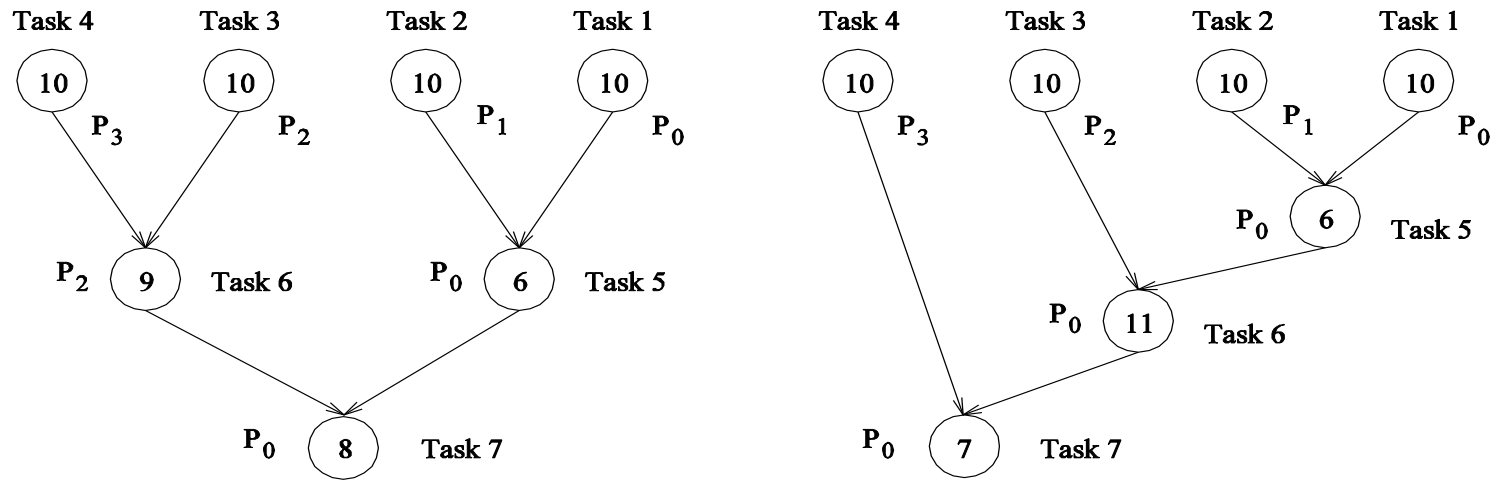 Task 4 Task 3 Task 2 Task 1
10 10 10 10
P3 P2 P1 P0
P2 9 Task 6 P0 6 Task 5
P0 8 Task 7
Task 4 Task 3 Task 2 Task 1
10 10 10 10
P3 P2 P1 P0
P0 6 Task 5
P0 11 Task 6
P0 7 Task 7